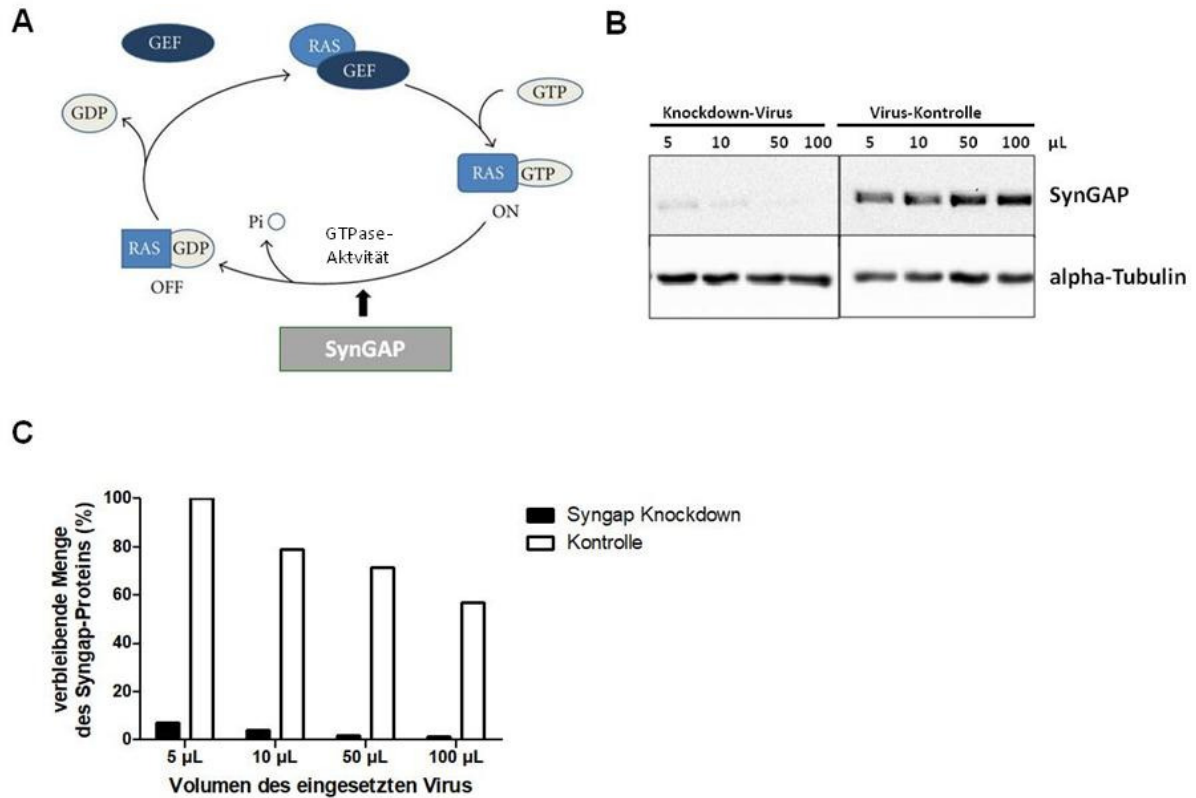 A
GEF
RAS
GEF
GTP
GDP
RAS GTP
ON
Pi
GTPase-
Aktvität
RAS GDP
OFF
SynGAP
B
Knockdown-Virus Virus-Kontrolle
5 10 50 100 5 10 50 100 µL
SynGAP
alpha-Tubulin
C
verbleibende Menge
des Syngap-Proteins (%)
100
80
60
40
20
0
5 µL 10 µL 50 µL 100 µL
Volumen des eingesetzten Virus
Syngap Knockdown
Kontrolle